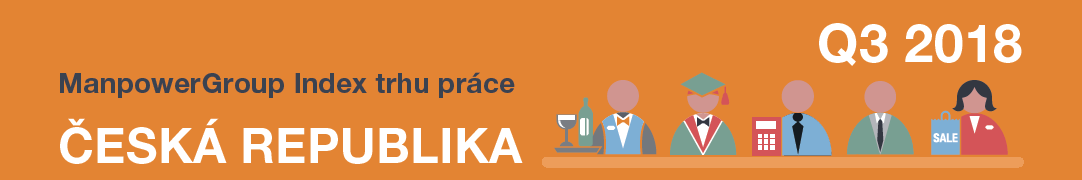 Q3 2018
ManpowerGroup Index trhu práce
ČESKÁ REPUBLIKA
SALE